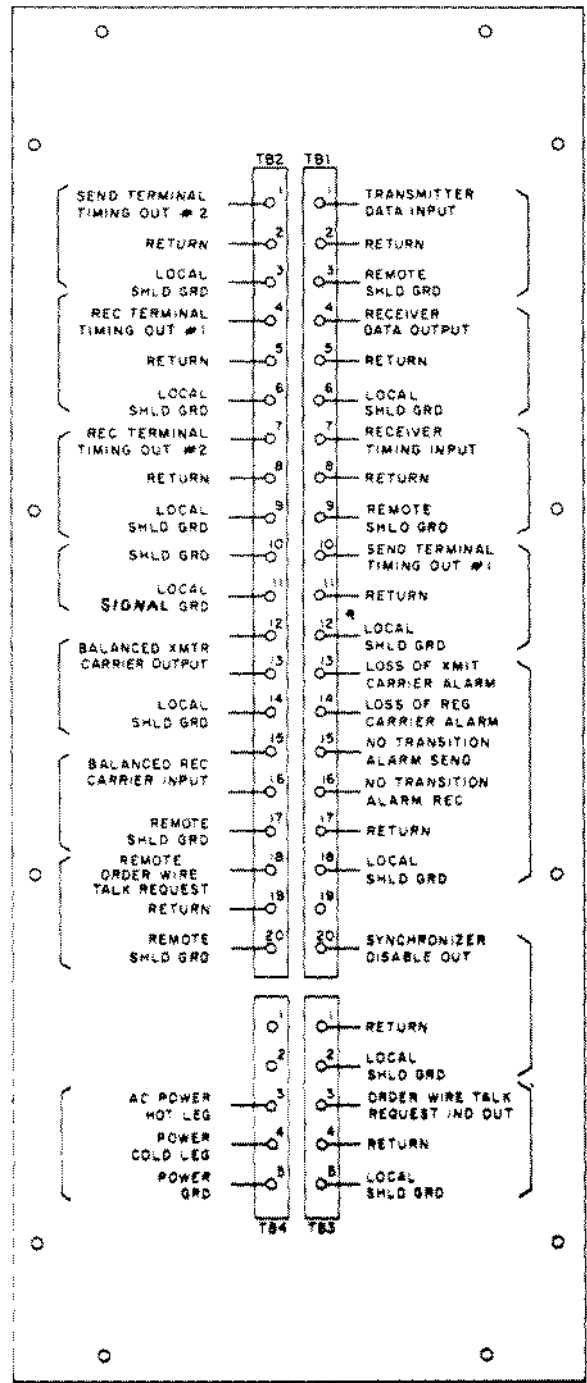 TB2 TB1
SEND TERMINAL
TIMING OUT #2
1
RETURN
2
LOCAL
SHLD GRD
3
REC TERMINAL
TIMING OUT #1
4
RETURN
5
LOCAL
SHLD GRD
6
REC TERMINAL
TIMING OUT #2
7
RETURN
8
LOCAL
SHLD GRD
9
SHLD GRD
10
LOCAL
SIGNAL GRD
11
12
BALANCED XMTR
CARRIER OUTPUT
13
LOCAL
SHLD GRD
14
15
BALANCED REC
CARRIER INPUT
16
REMOTE
SHLD GRD
17
REMOTE
ORDER WIRE
TALK REQUEST
18
RETURN
19
REMOTE
SHLD GRD
20
1
TRANSMITTER
DATA INPUT
2
RETURN
3
REMOTE
SHLD GRD
4
RECEIVER
DATA OUTPUT
5
RETURN
6
LOCAL
SHLD GRD
7
RECEIVER
TIMING INPUT
8
RETURN
9
REMOTE
SHLD GRD
10
SEND TERMINAL
TIMING OUT #1
11
RETURN
12
LOCAL
SHLD GRD
13
LOSS OF XMIT
CARRIER ALARM
14
LOSS OF REG
CARRIER ALARM
15
NO TRANSITION
ALARM SEND
16
NO TRANSITION
ALARM REC
17
RETURN
18
LOCAL
SHLD GRD
19
20
SYNCHRONIZER
DISABLE OUT
1
2
AC POWER
HOT LEG
3
POWER
COLD LEG
4
POWER
GRD
5
1
RETURN
2
LOCAL
SHLD GRD
3
ORDER WIRE TALK
REQUEST IND OUT
4
RETURN
5
LOCAL
SHLD GRD
TB4 TB3